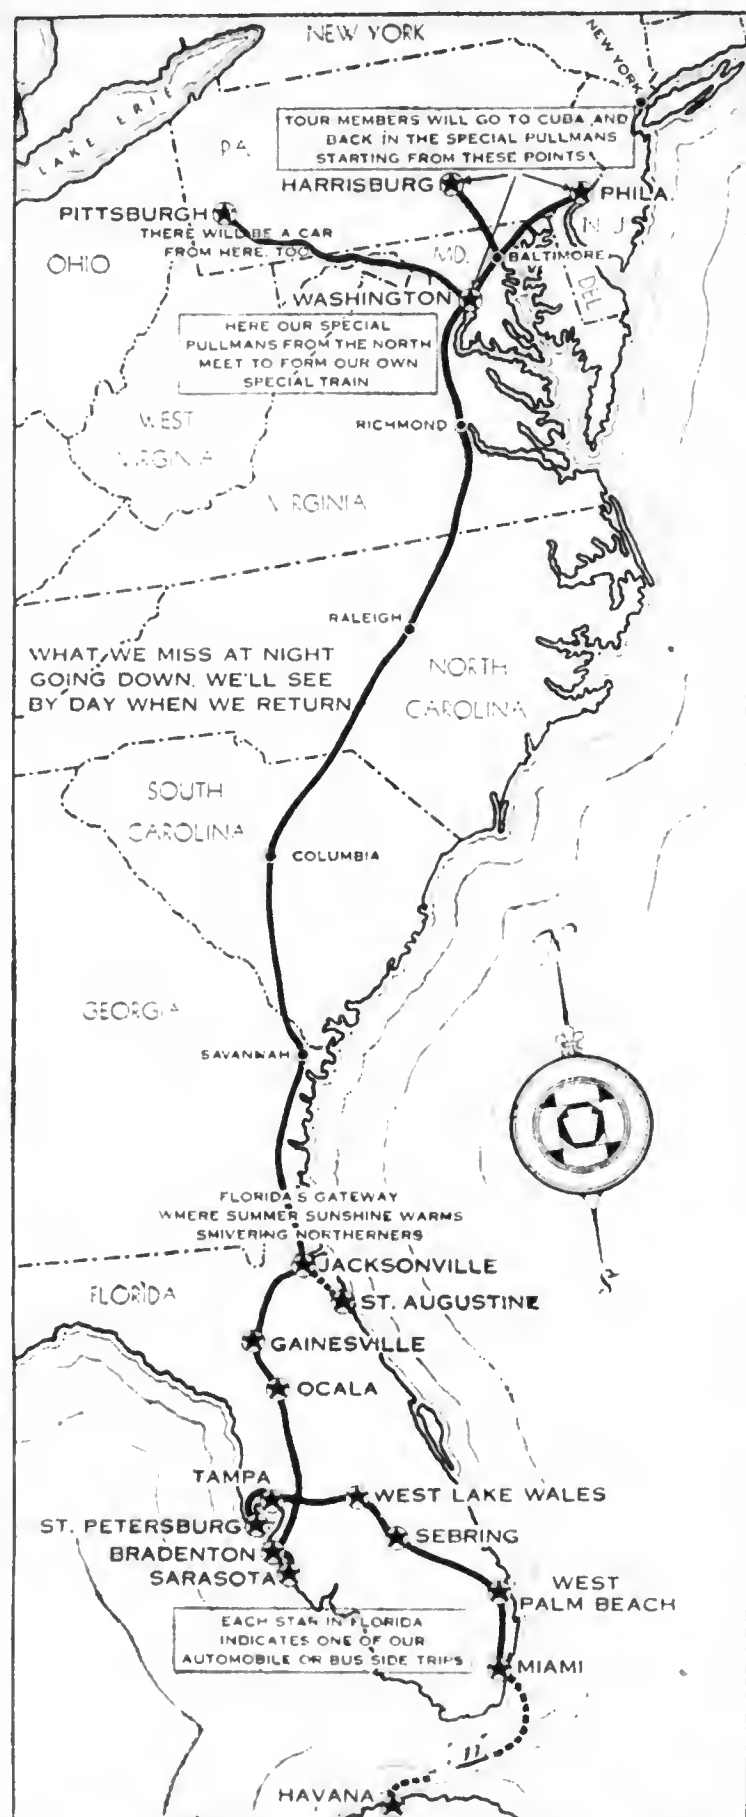 NEW YORK
NEW YORK
LAKE ERIE
TOUR MEMBERS WILL GO TO CUBA AND
BACK IN THE SPECIAL PULLMANS
STARTING FROM THESE POINTS
PA.
HARRISBURG
PHILA.
PITTSBURGH
N J
THERE WILL BE A CAR
FROM HERE, TOO
OHIO
MD.
BALTIMORE
DEL.
WASHINGTON
HERE OUR SPECIAL
PULLMANS FROM THE NORTH
MEET TO FORM OUR OWN
SPECIAL TRAIN
WEST
VIRGINIA
RICHMOND
VIRGINIA
RALEIGH
WHAT WE MISS AT NIGHT
GOING DOWN, WE'LL SEE
BY DAY WHEN WE RETURN
NORTH
CAROLINA
SOUTH
CAROLINA
COLUMBIA
GEORGIA
SAVANNAH
FLORIDA'S GATEWAY
WHERE SUMMER SUNSHINE WARMS
SHIVERING NORTHERNERS
JACKSONVILLE
FLORIDA
ST. AUGUSTINE
GAINESVILLE
OCALA
TAMPA
WEST LAKE WALES
ST. PETERSBURG
SEBRING
BRADENTON
SARASOTA
WEST
PALM BEACH
EACH STAR IN FLORIDA
INDICATES ONE OF OUR
AUTOMOBILE OR BUS SIDE TRIPS
MIAMI
HAVANA